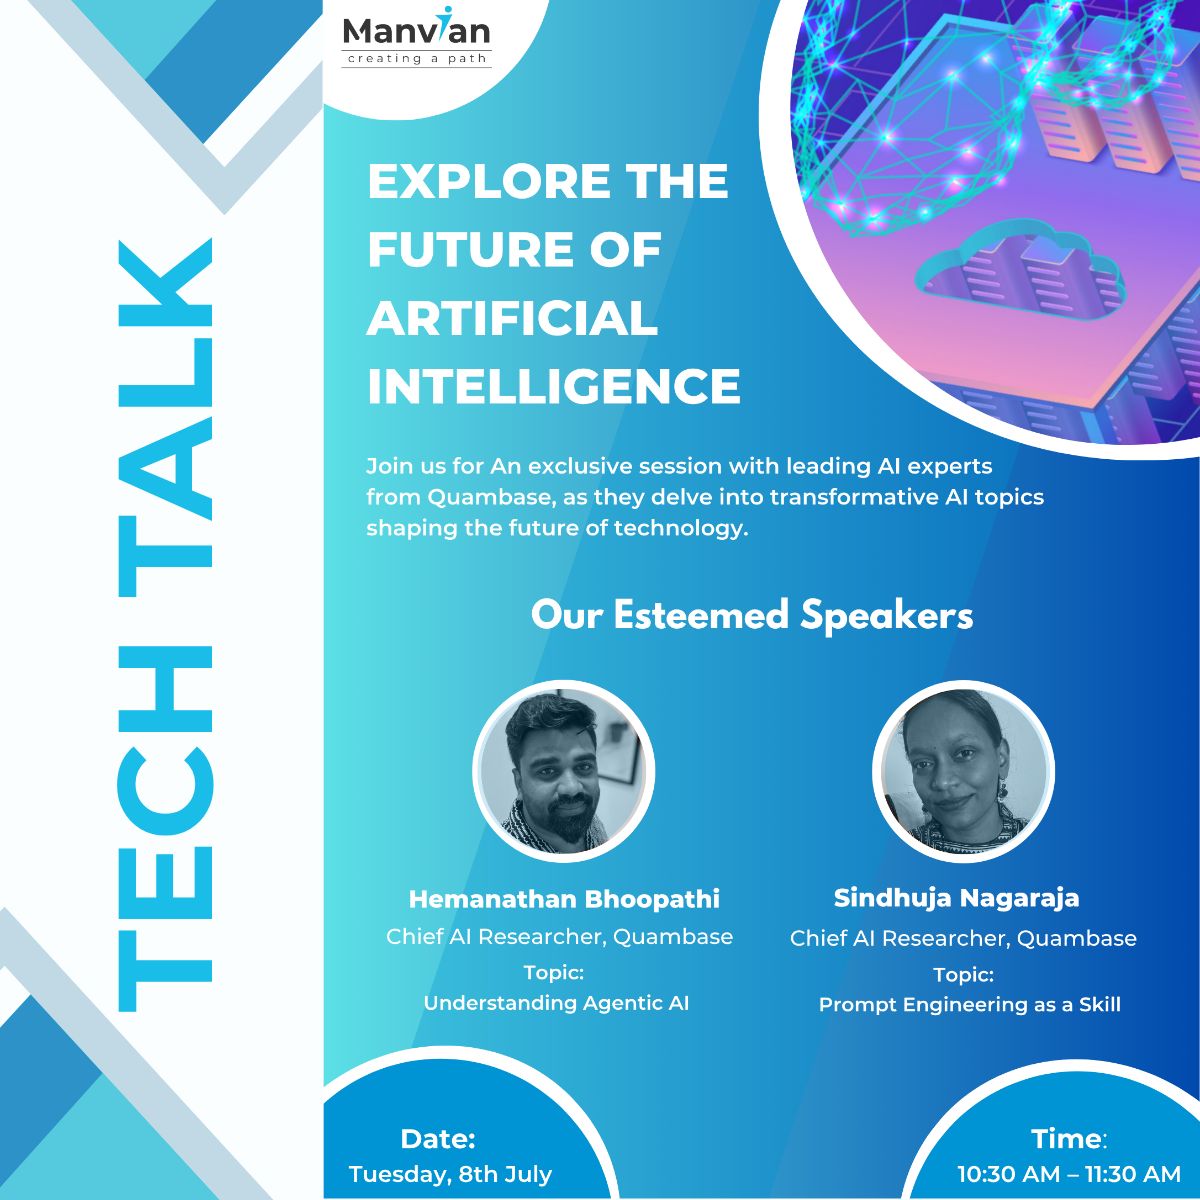 Manvian
creating a path
TECH TALK
EXPLORE THE
FUTURE OF
ARTIFICIAL
INTELLIGENCE
Join us for An exclusive session with leading AI experts
from Quambase, as they delve into transformative AI topics
shaping the future of technology.
Our Esteemed Speakers
Hemanathan Bhoopathi
Chief AI Researcher, Quambase
Topic:
Understanding Agentic AI
Sindhuja Nagaraja
Chief AI Researcher, Quambase
Topic:
Prompt Engineering as a Skill
Date:
Tuesday, 8th July
Time:
10:30 AM – 11:30 AM